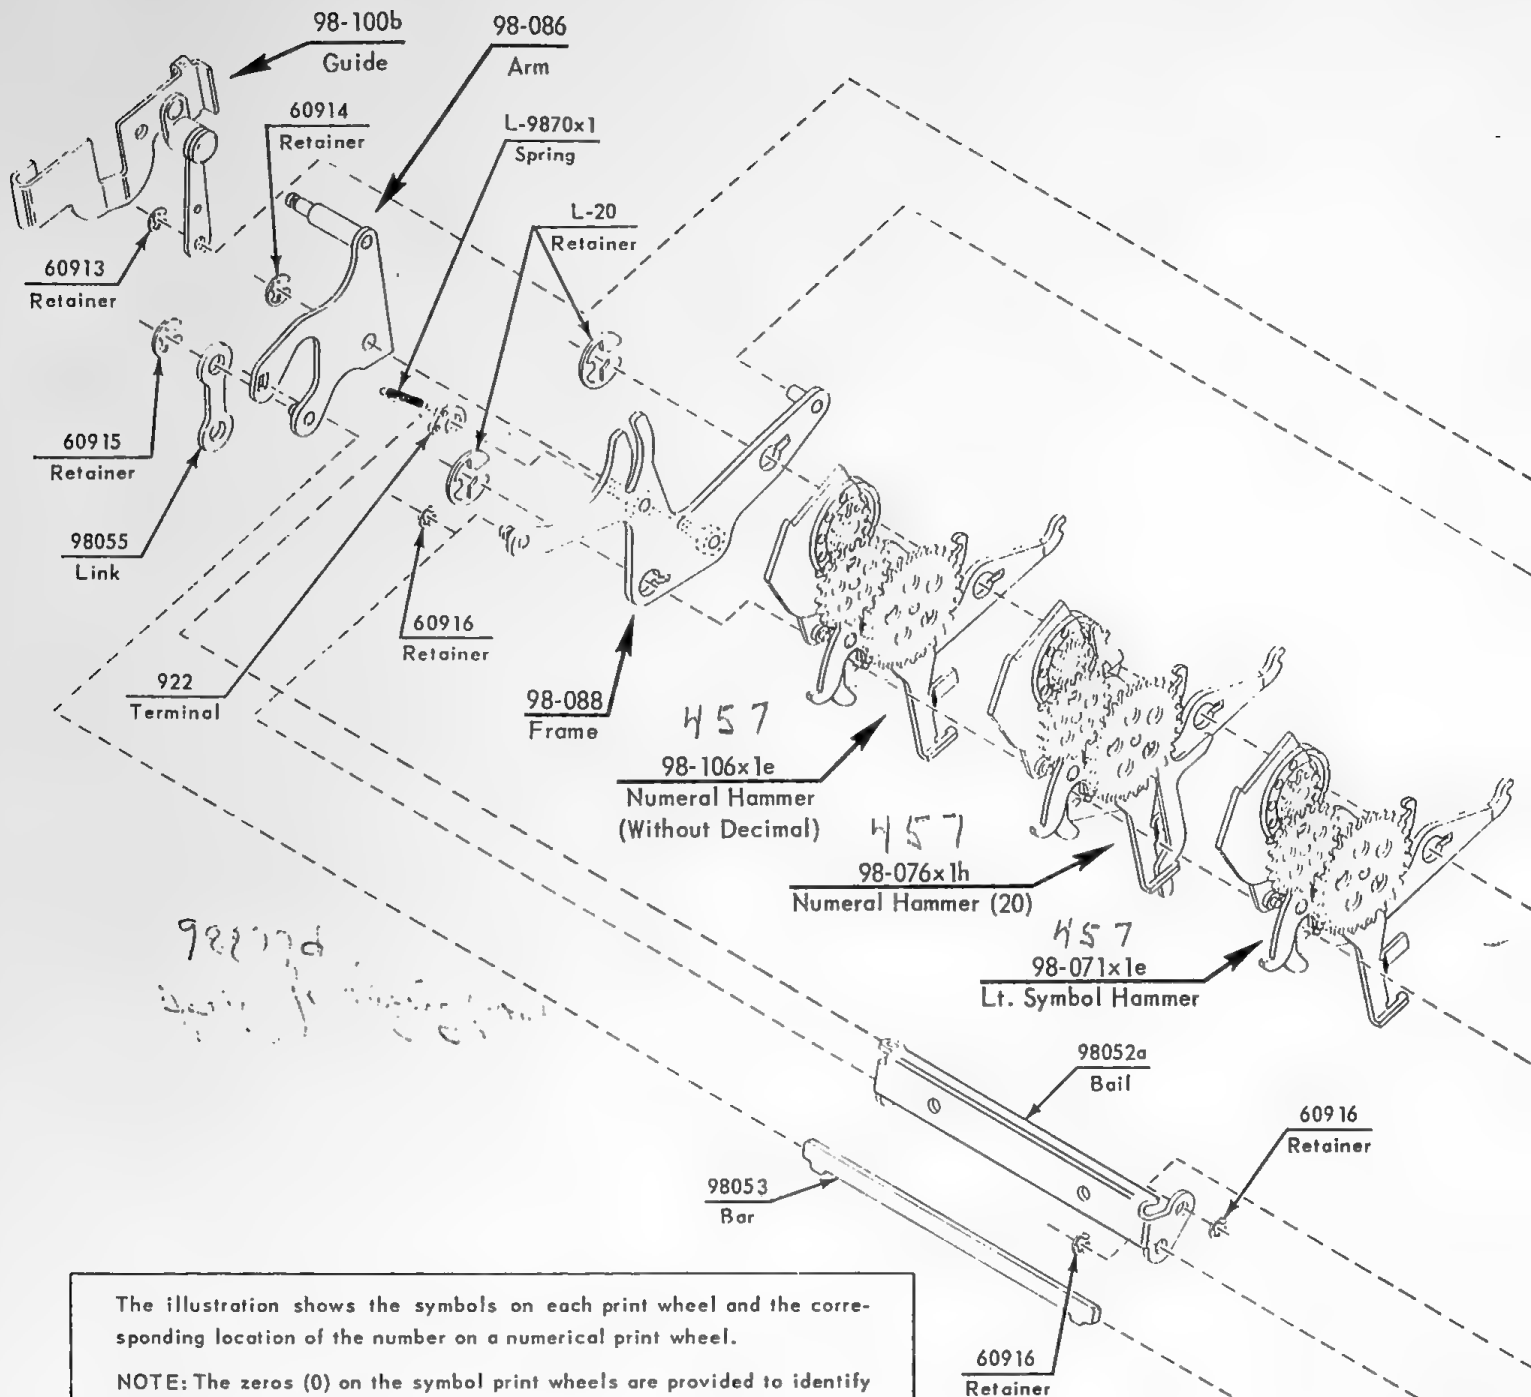 98-100b
Guide
98-086
Arm
60914
Retainer
L-9870x1
Spring
L-20
Retainer
60913
Retainer
60915
Retainer
98055
Link
60916
Retainer
922
Terminal
98-088
Frame
457
98-106x1e
Numeral Hammer
(Without Decimal)
457
98-076x1h
Numeral Hammer (20)
457
98-071x1e
Lt. Symbol Hammer
98052a
Bail
60916
Retainer
98053
Bar
60916
Retainer
The illustration shows the symbols on each print wheel and the corre-
sponding location of the number on a numerical print wheel.
NOTE: The zeros (0) on the symbol print wheels are provided to identify